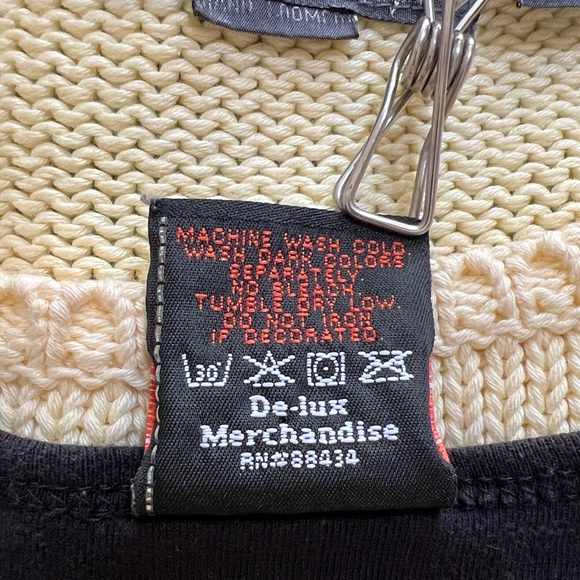 MACHINE WASH COLD.
WASH DARK COLORS
SEPARATELY.
NO BLEACH.
TUMBLE DRY LOW.
DO NOT IRON
IF DECORATED.
30°
De-lux
Merchandise
RN#88434